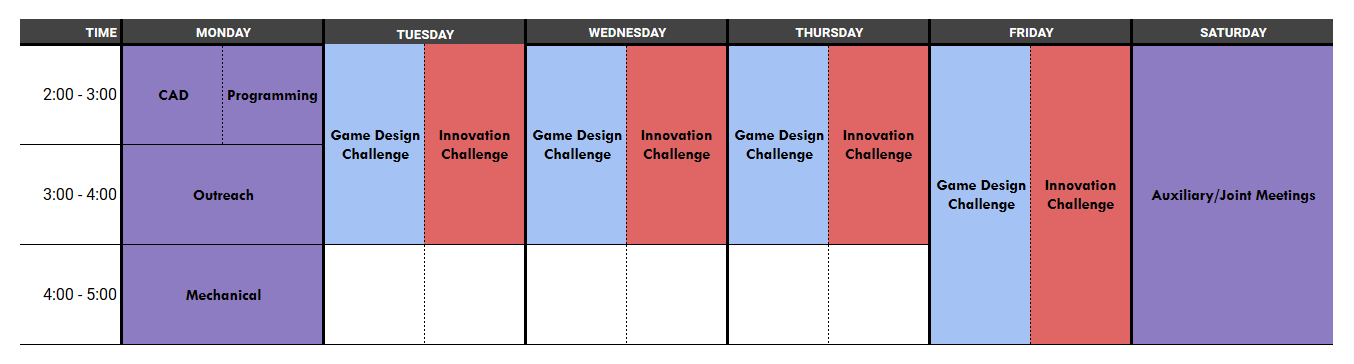 TIME MONDAY TUESDAY WEDNESDAY THURSDAY FRIDAY SATURDAY
2:00 - 3:00 CAD Programming
Game Design Innovation Game Design Innovation Game Design Innovation
Challenge Challenge Challenge Challenge Challenge Challenge
3:00 - 4:00 Outreach
Game Design Innovation
Challenge Challenge
Auxiliary/Joint Meetings
4:00 - 5:00 Mechanical